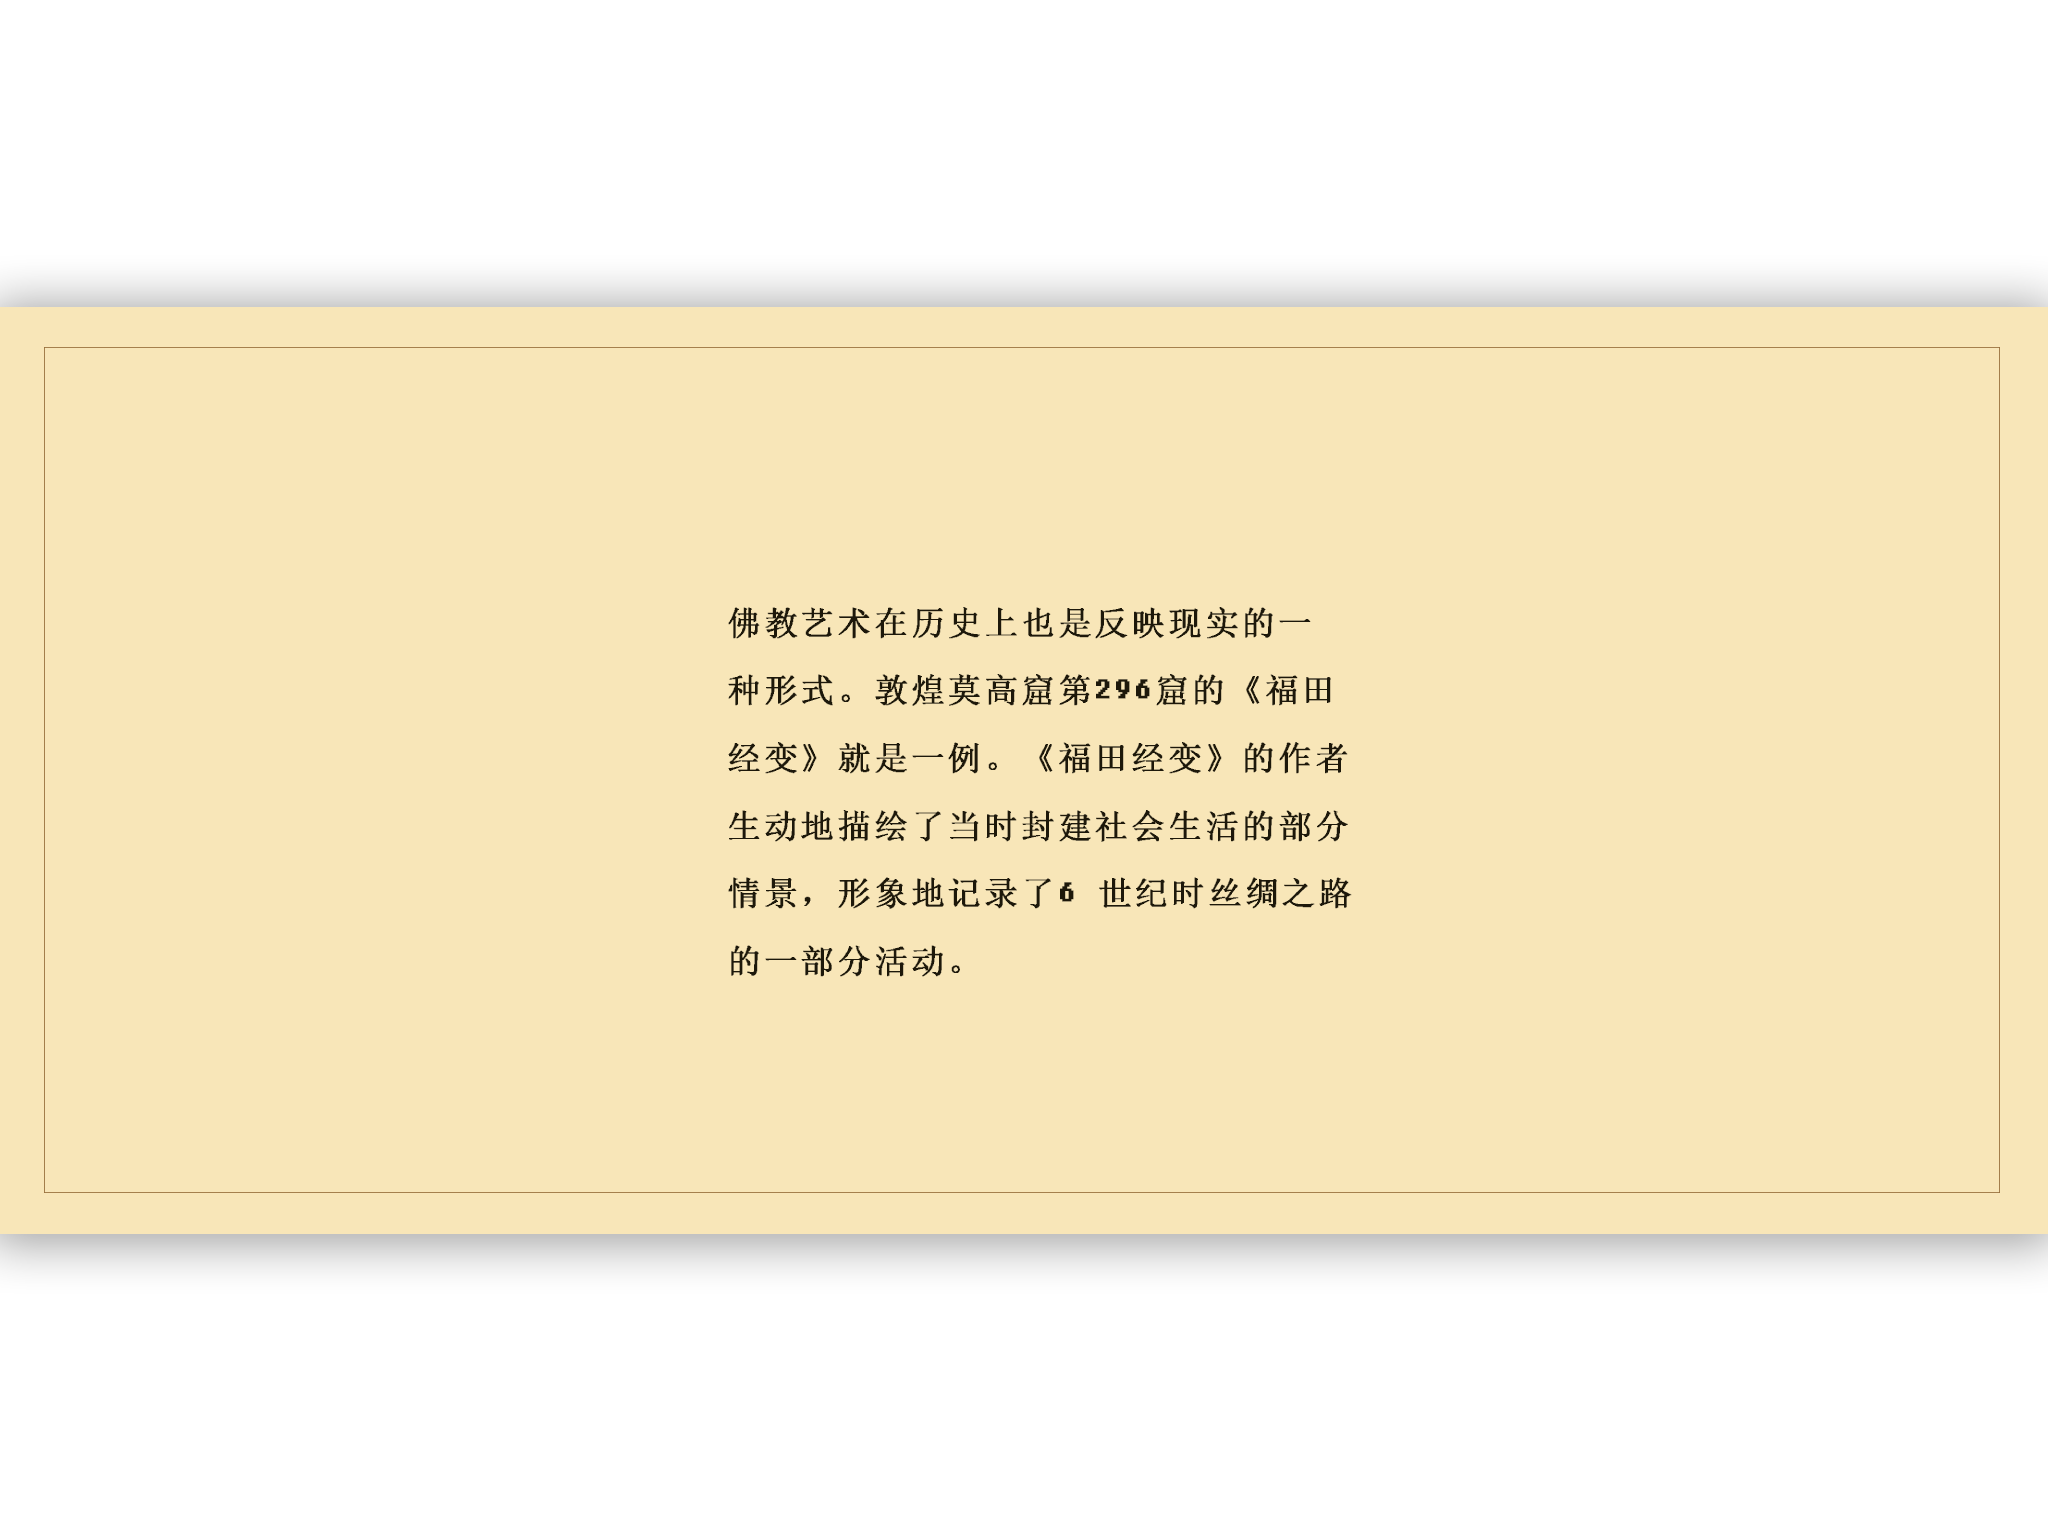 佛教艺术在历史上也是反映现实的一
种形式。敦煌莫高窟第296窟的《福田
经变》就是一例。《福田经变》的作者
生动地描绘了当时封建社会生活的部分
情景，形象地记录了6 世纪时丝绸之路
的一部分活动。